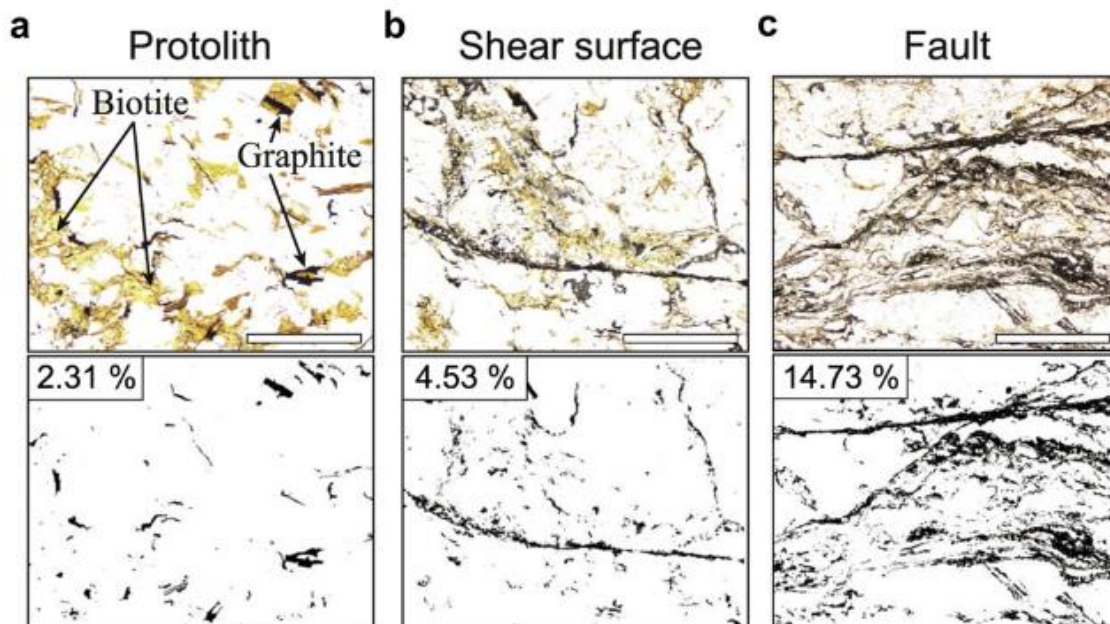 a
Protolith
b
Shear surface
c
Fault
Biotite
Graphite
2.31 %
4.53 %
14.73 %